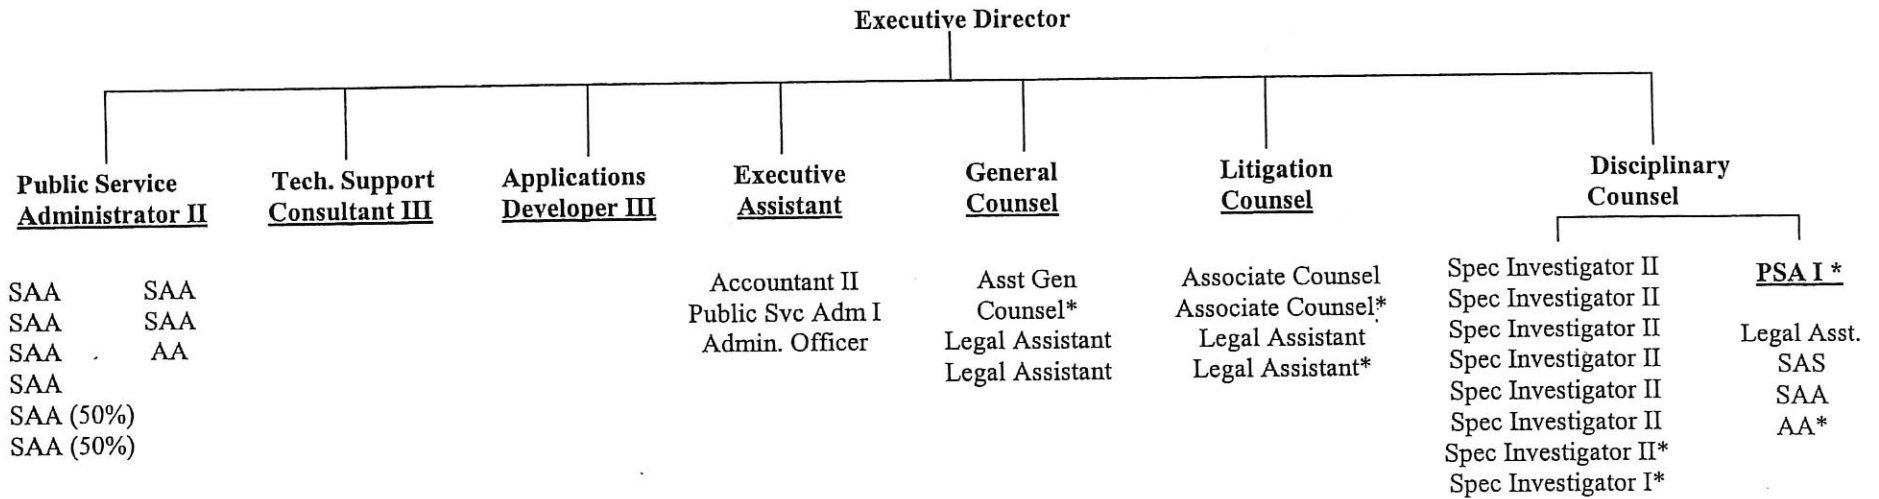 Executive Director
Public Service
Administrator II
Tech. Support
Consultant III
Applications
Developer III
Executive
Assistant
General
Counsel
Litigation
Counsel
Disciplinary
Counsel
SAA SAA
SAA SAA
SAA AA
SAA
SAA (50%)
SAA (50%)
Accountant II
Public Svc Adm I
Admin. Officer
Asst Gen
Counsel*
Legal Assistant
Legal Assistant
Associate Counsel
Associate Counsel*
Legal Assistant
Legal Assistant*
Spec Investigator II
Spec Investigator II
Spec Investigator II
Spec Investigator II
Spec Investigator II
Spec Investigator II
Spec Investigator II*
Spec Investigator I*
PSA I *
Legal Asst.
SAS
SAA
AA*